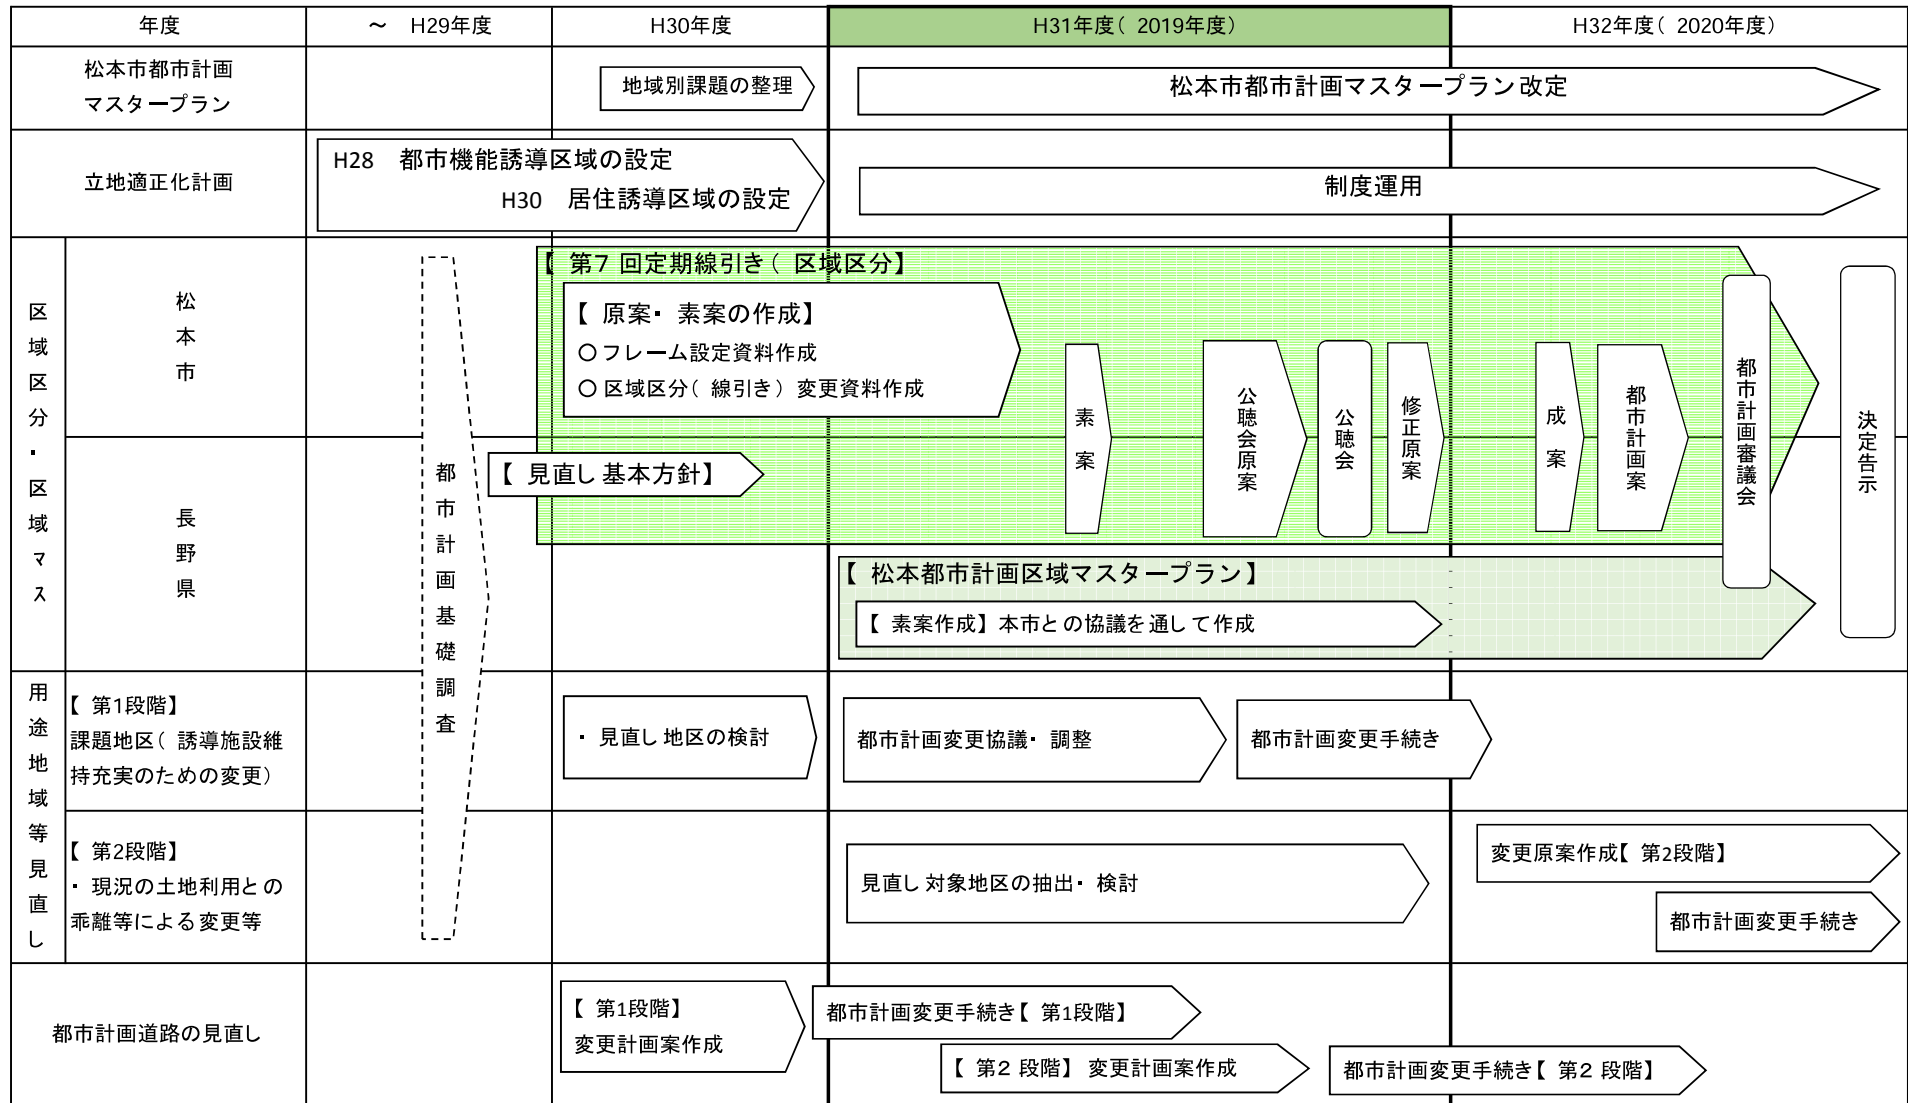 年度
～ H29年度
H30年度
H31年度( 2019年度)
H32年度( 2020年度)
松本市都市計画
マスタープラン
地域別課題の整理
松本市都市計画マスタープラン改定
立地適正化計画
H28 都市機能誘導区域の設定
H30 居住誘導区域の設定
制度運用
区域区分・区域マス
松本市
【 第7 回定期線引き( 区域区分】
【 原案・ 素案の作成】
○フレーム設定資料作成
○区域区分( 線引き) 変更資料作成
素案
公聴会原案
公聴会
修正原案
成案
都市計画案
都市計画審議会
決定告示
都市計画基礎調査
長野県
【 見直し基本方針】
【 松本都市計画区域マスタープラン】
【 素案作成】本市との協議を通して作成
用途地域等見直し
【 第1段階】
課題地区( 誘導施設維
持充実のための変更)
・ 見直し地区の検討
都市計画変更協議・ 調整
都市計画変更手続き
【 第2段階】
・ 現況の土地利用との
乖離等による変更等
見直し対象地区の抽出・ 検討
変更原案作成【 第2段階】
都市計画変更手続き
都市計画道路の見直し
【 第1段階】
変更計画案作成
都市計画変更手続き【 第1段階】
【 第2 段階】 変更計画案作成
都市計画変更手続き【 第2 段階】